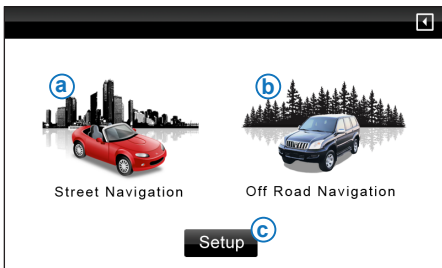 a
b
Street Navigation
Off Road Navigation
Setup
c